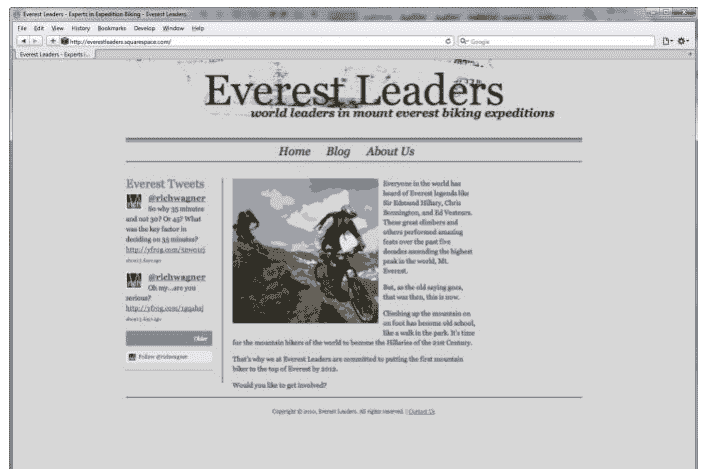 Everest Leaders - Experts in Expedition Biking - Everest Leaders
File Edit View History Bookmarks Develop Window Help
http://everestleaders.squarespace.com/
Google
Everest Leaders - Experts i...
Everest Leaders
world leaders in mount everest biking expeditions
Home Blog About Us
Everest Tweets
@richwagner
So why 35 minutes
and not 30? Or 45? What
was the key factor in
deciding on 35 minutes?
about 5 days ago
@richwagner
Oh my...are you
serious?
about 5 days ago
Older
Follow @richwagner
Everyone in the world has
heard of Everest legends like
Sir Edmund Hillary, Chris
Bonnington, and Ed Vesteurs.
These great climbers and
others performed amazing
feats over the past five
decades ascending the highest
peak in the world, Mt.
Everest.
But, as the old saying goes,
that was then, this is now.
Climbing up the mountain on
on foot has become old school,
like a walk in the park. It's time
for the mountain bikers of the world to become the Hillaries of the 21st Century.
That's why we at Everest Leaders are committed to putting the first mountain
biker to the top of Everest by 2012.
Would you like to get involved?
Copyright © 2010, Everest Leaders. All rights reserved. | Contact Us